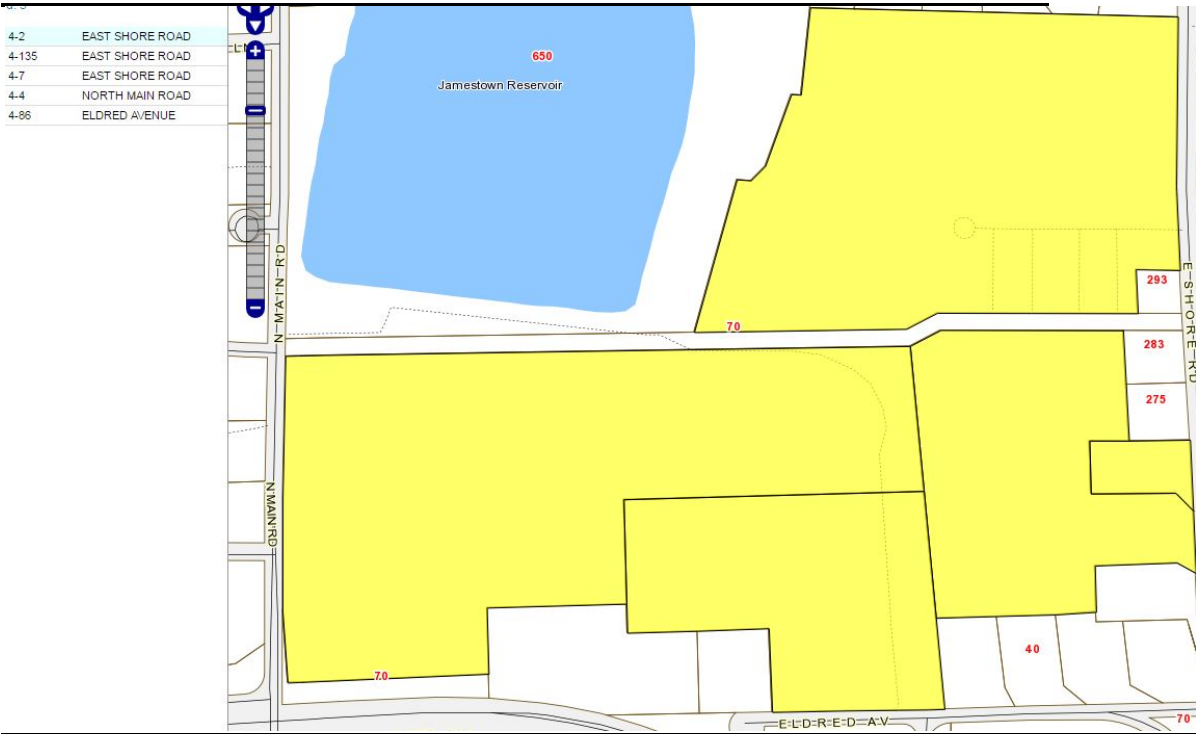 4-2 EAST SHORE ROAD
4-135 EAST SHORE ROAD
4-7 EAST SHORE ROAD
4-4 NORTH MAIN ROAD
4-86 ELDRED AVENUE
LN
650
Jamestown Reservoir
N MAIN RD
E SHORE RD
293
70
283
275
N MAIN RD
40
70
ELDRED AV
70